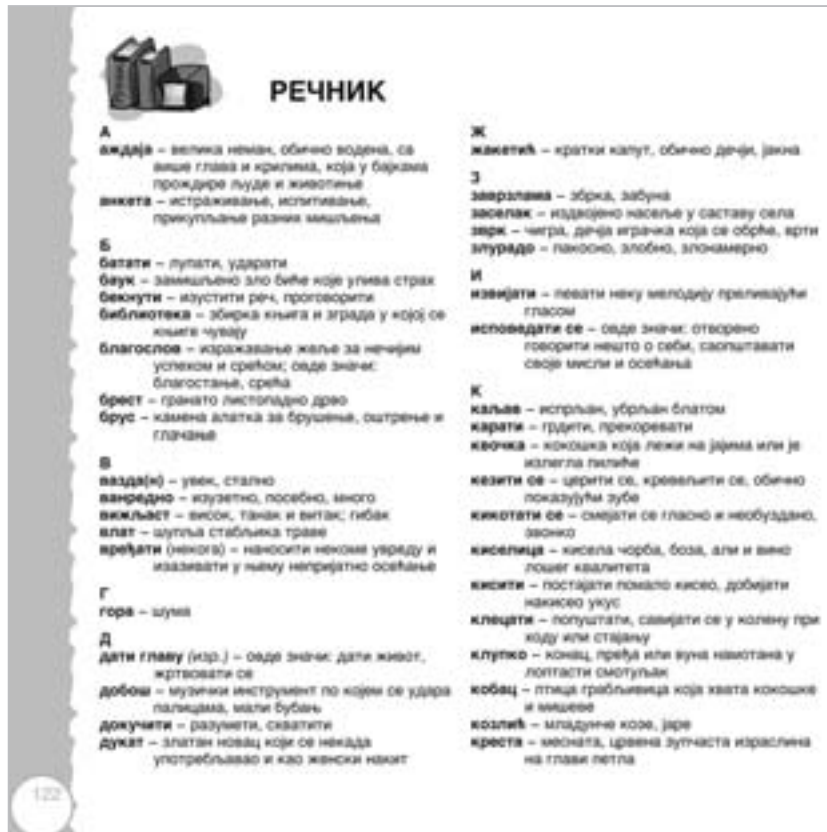 РЕЧНИК
А
аждаја – велика неман, обично водена, са
више глава и крилима, која у бајкама
прождире људе и животиње
анкета – истраживање, испитивање,
прикупљање разних мишљења
Б
батати – лупати, ударати
баук – замишљено зло биће које улива страх
бекнути – изустити реч, проговорити
библиотека – збирка књига и зграда у којој се
књиге чувају
благослов – изражавање жеље за нечијим
успехом и срећом; овде значи:
благостање, срећа
брест – гранато листопадно дрво
брус – камена алатка за брушење, оштрење и
глачање
В
вазда(н) – увек, стално
ванредно – изузетно, посебно, много
вижљаст – висок, танак и витак; гибак
влат – шупља стабљика траве
вређати (некога) – наносити некоме увреду и
изазивати у њему непријатно осећање
Г
гора – шума
Д
дати главу (изр.) – овде значи: дати живот,
жртвовати се
добош – музички инструмент по којем се удара
палицама, мали бубањ
докучити – разумети, схватити
дукат – златан новац који се некада
употребљавао и као женски накит
Ж
жакетић – кратки капут, обично дечји, јакна
З
заврзлама – збрка, забуна
заселак – издвојено насеље у саставу села
зврк – чигра, дечја играчка која се обрће, врти
злурадо – пакосно, злобно, злонамерно
И
извијати – певати неку мелодију преливајући
гласом
исповедати се – овде значи: отворено
говорити нешто о себи, саопштавати
своје мисли и осећања
К
каљав – испрљан, убрљан блатом
карати – грдити, прекоревати
квочка – кокошка која лежи на јајима или је
излегла пилиће
кезити се – церити се, кревељити се, обично
показујући зубе
кикотати се – смејати се гласно и необуздано,
звонко
киселица – кисела чорба, боза, али и вино
лошег квалитета
кисити – постајати помало кисео, добијати
накисео укус
клецати – попуштати, савијати се у колену при
ходу или стајању
клупко – конац, пређа или вуна намотана у
лоптасти смотуљак
кобац – птица грабљивица која хвата кокошке
и мишеве
козлић – младунче козе, јаре
креста – месната, црвена зупчаста израслина
на глави петла
122